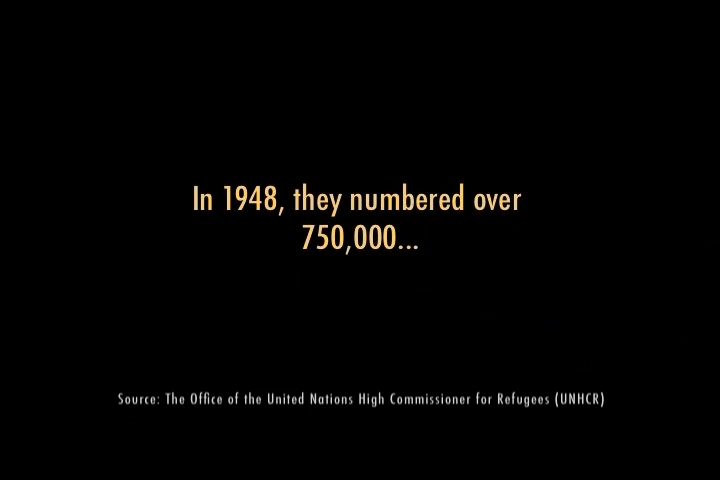 In 1948, they numbered over
750,000...
Source: The Office of the United Nations High Commissioner for Refugees (UNHCR)